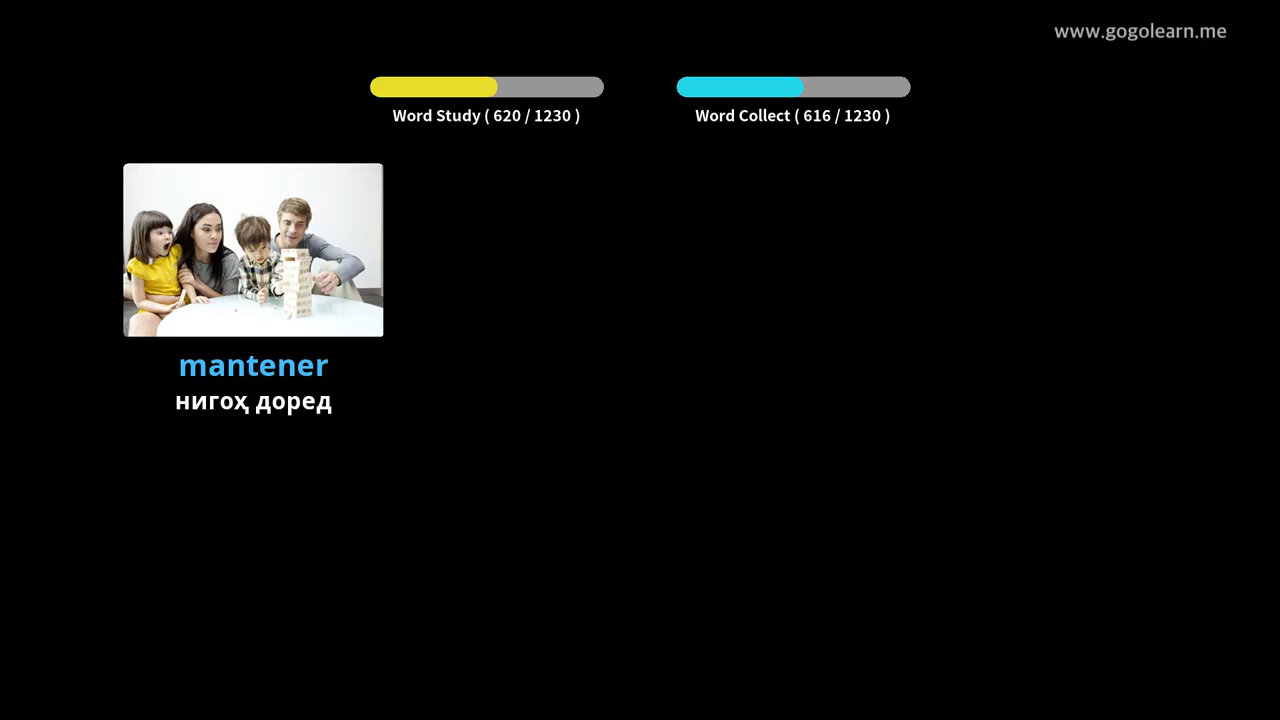 www.gogolearn.me
Word Study ( 620 / 1230 )
Word Collect ( 616 / 1230 )
mantener
нигоҳ доред